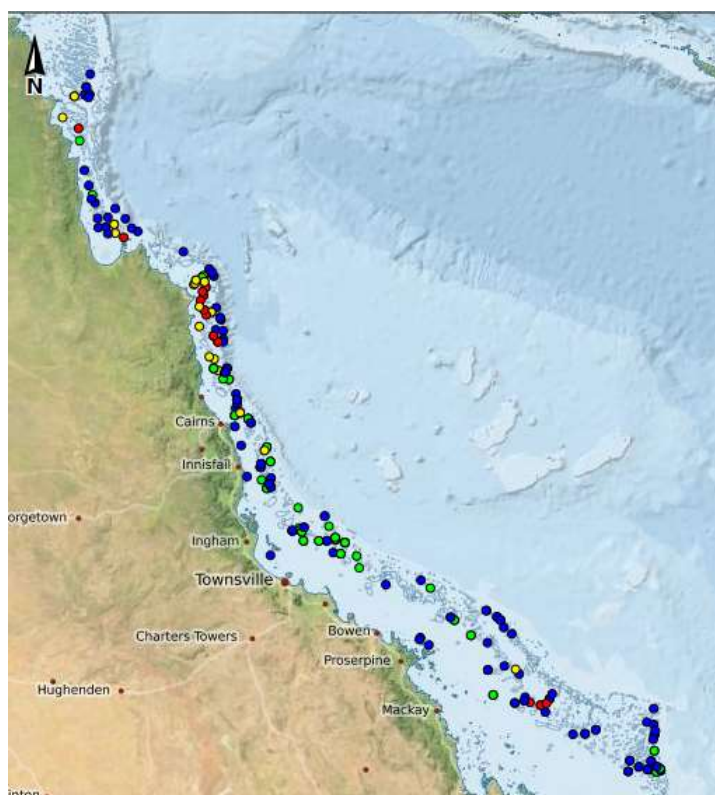 N
Cairns
Innisfail
orgetown
Ingham
Townsville
Charters Towers
Bowen
Proserpine
Hughenden
Mackay